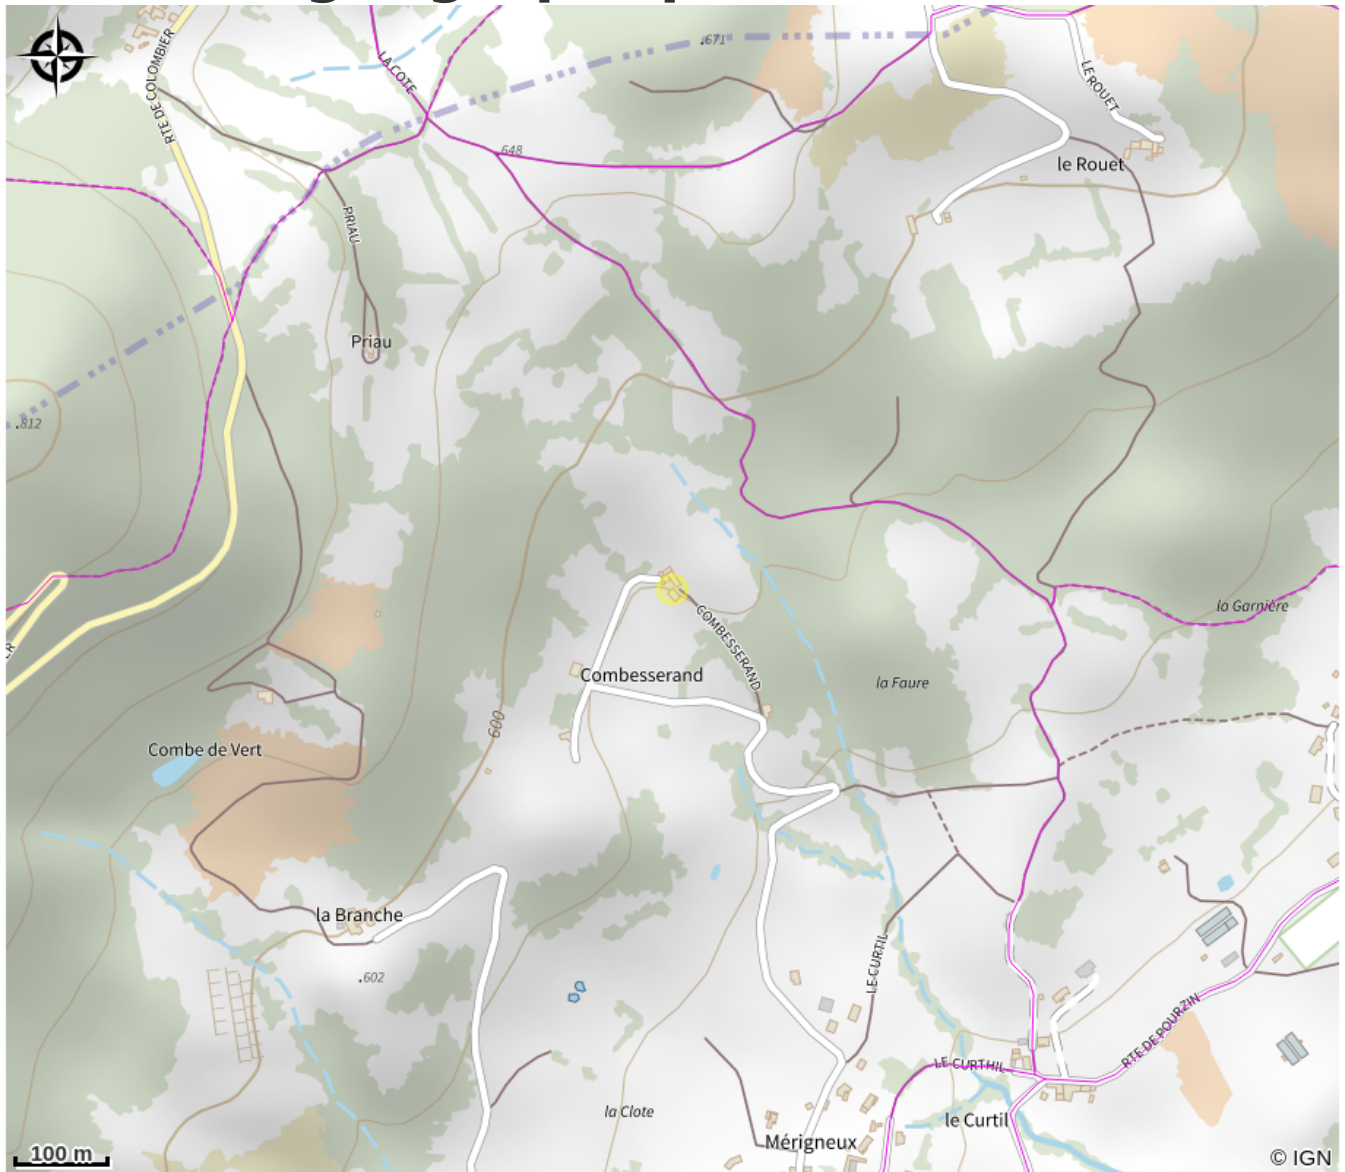 .671
RTE DE COLOMBIER
LA COTE
LE ROUET
.648
le Rouet
PRIAU
Priau
.812
la Garnière
COMBESSERAND
ER
Combesserand
la Faure
600
Combe de Vert
la Branche
.602
LE CURTIL
RTE DE POURZIN
LE CURTHIL
la Clote
le Curtil
Mérigneux
100 m
© IGN